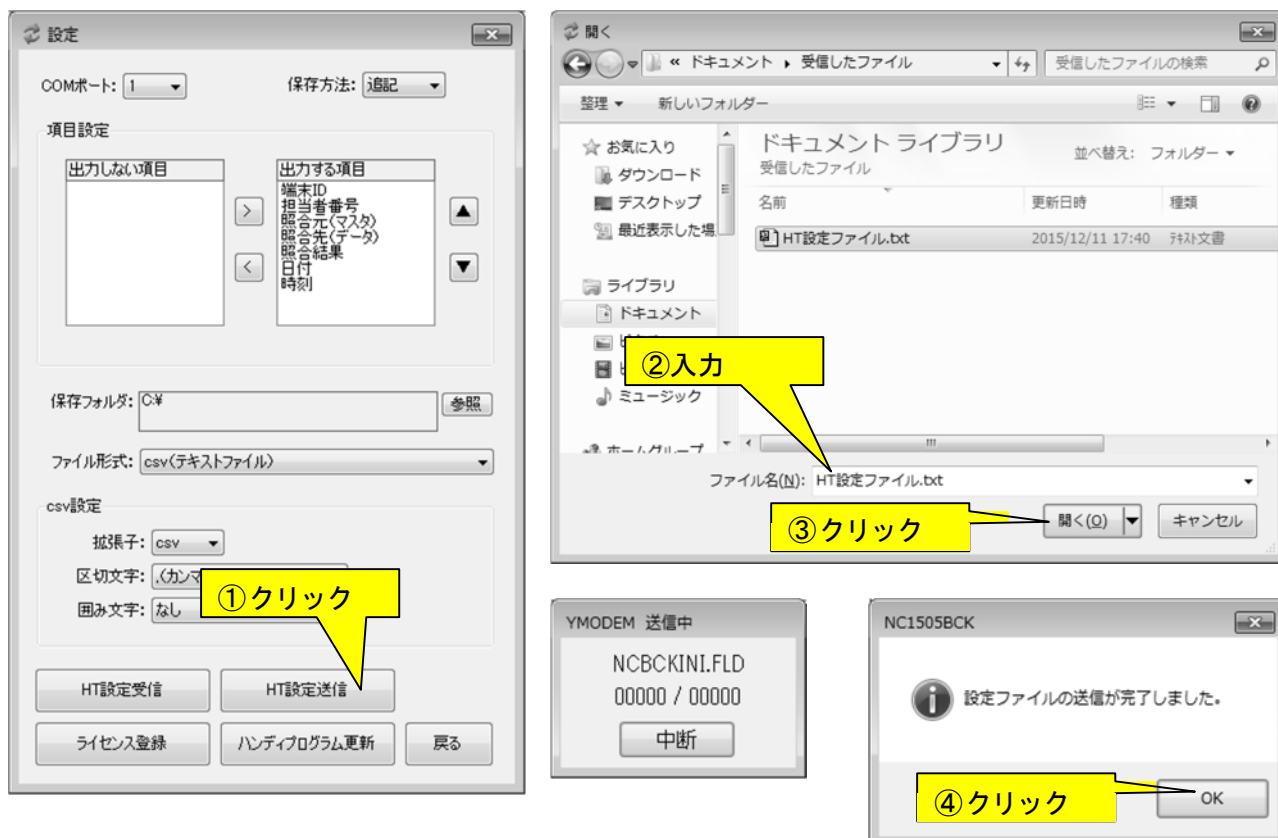 設定
COMポート: 1
保存方法: 追記
項目設定
出力しない項目
出力する項目
端末ID
担当者番号
照合元(マスタ)
照合先(データ)
照合結果
日付
時刻
>
<
▲
▼
保存フォルダ: C:¥
参照
ファイル形式: csv(テキストファイル)
csv設定
拡張子: csv
区切文字: ,(カンマ
囲み文字: なし
①クリック
HT設定受信
HT設定送信
ライセンス登録
ハンディプログラム更新
戻る
開く
« ドキュメント ▶ 受信したファイル
受信したファイルの検索
整理 ▼ 新しいフォルダー
お気に入り
ダウンロード
デスクトップ
最近表示した場
ライブラリ
ドキュメント
ミュージック
ホームグループ
ドキュメント ライブラリ
受信したファイル
並べ替え: フォルダー ▼
名前 更新日時 種類
HT設定ファイル.txt 2015/12/11 17:40 テキスト文書
②入力
ファイル名(N): HT設定ファイル.txt
③クリック
開く(O)
キャンセル
YMODEM 送信中
NCBCKINI.FLD
00000 / 00000
中断
NC1505BCK
設定ファイルの送信が完了しました。
④クリック
OK